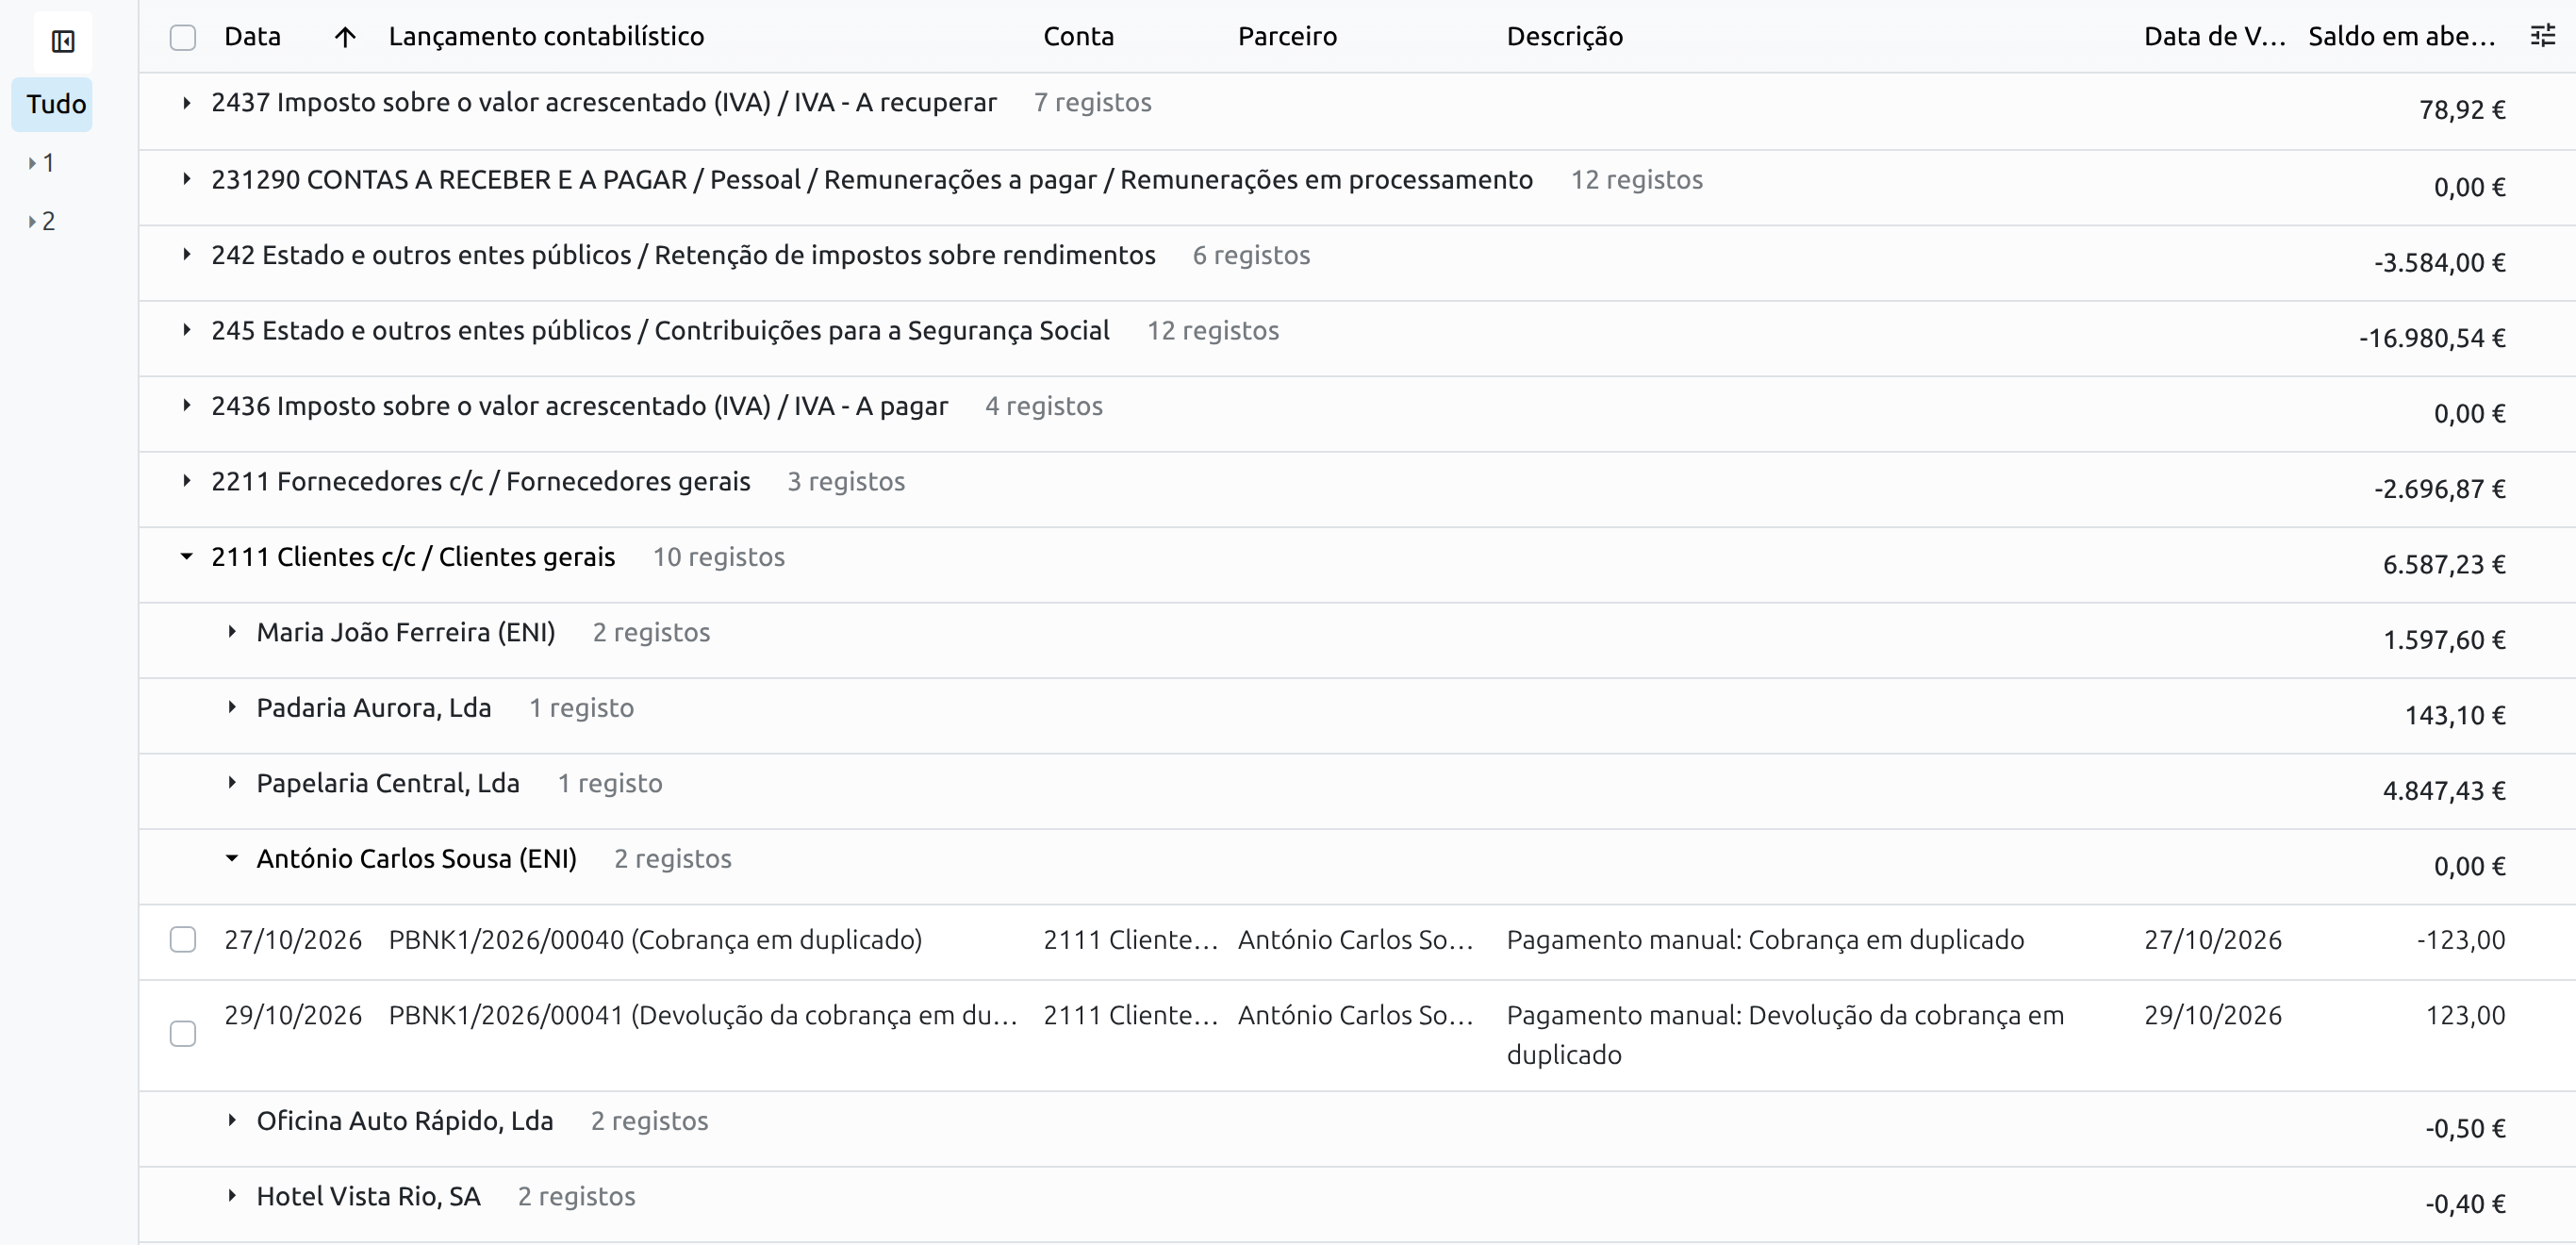 Data Lançamento contabilístico Conta Parceiro Descrição Data de V... Saldo em abe...
Tudo
1
2
2437 Imposto sobre o valor acrescentado (IVA) / IVA - A recuperar 7 registos 78,92 €
231290 CONTAS A RECEBER E A PAGAR / Pessoal / Remunerações a pagar / Remunerações em processamento 12 registos 0,00 €
242 Estado e outros entes públicos / Retenção de impostos sobre rendimentos 6 registos -3.584,00 €
245 Estado e outros entes públicos / Contribuições para a Segurança Social 12 registos -16.980,54 €
2436 Imposto sobre o valor acrescentado (IVA) / IVA - A pagar 4 registos 0,00 €
2211 Fornecedores c/c / Fornecedores gerais 3 registos -2.696,87 €
2111 Clientes c/c / Clientes gerais 10 registos 6.587,23 €
Maria João Ferreira (ENI) 2 registos 1.597,60 €
Padaria Aurora, Lda 1 registo 143,10 €
Papelaria Central, Lda 1 registo 4.847,43 €
António Carlos Sousa (ENI) 2 registos 0,00 €
27/10/2026 PBNK1/2026/00040 (Cobrança em duplicado) 2111 Cliente... António Carlos So... Pagamento manual: Cobrança em duplicado 27/10/2026 -123,00
29/10/2026 PBNK1/2026/00041 (Devolução da cobrança em du... 2111 Cliente... António Carlos So... Pagamento manual: Devolução da cobrança em 29/10/2026 123,00
duplicado
Oficina Auto Rápido, Lda 2 registos -0,50 €
Hotel Vista Rio, SA 2 registos -0,40 €